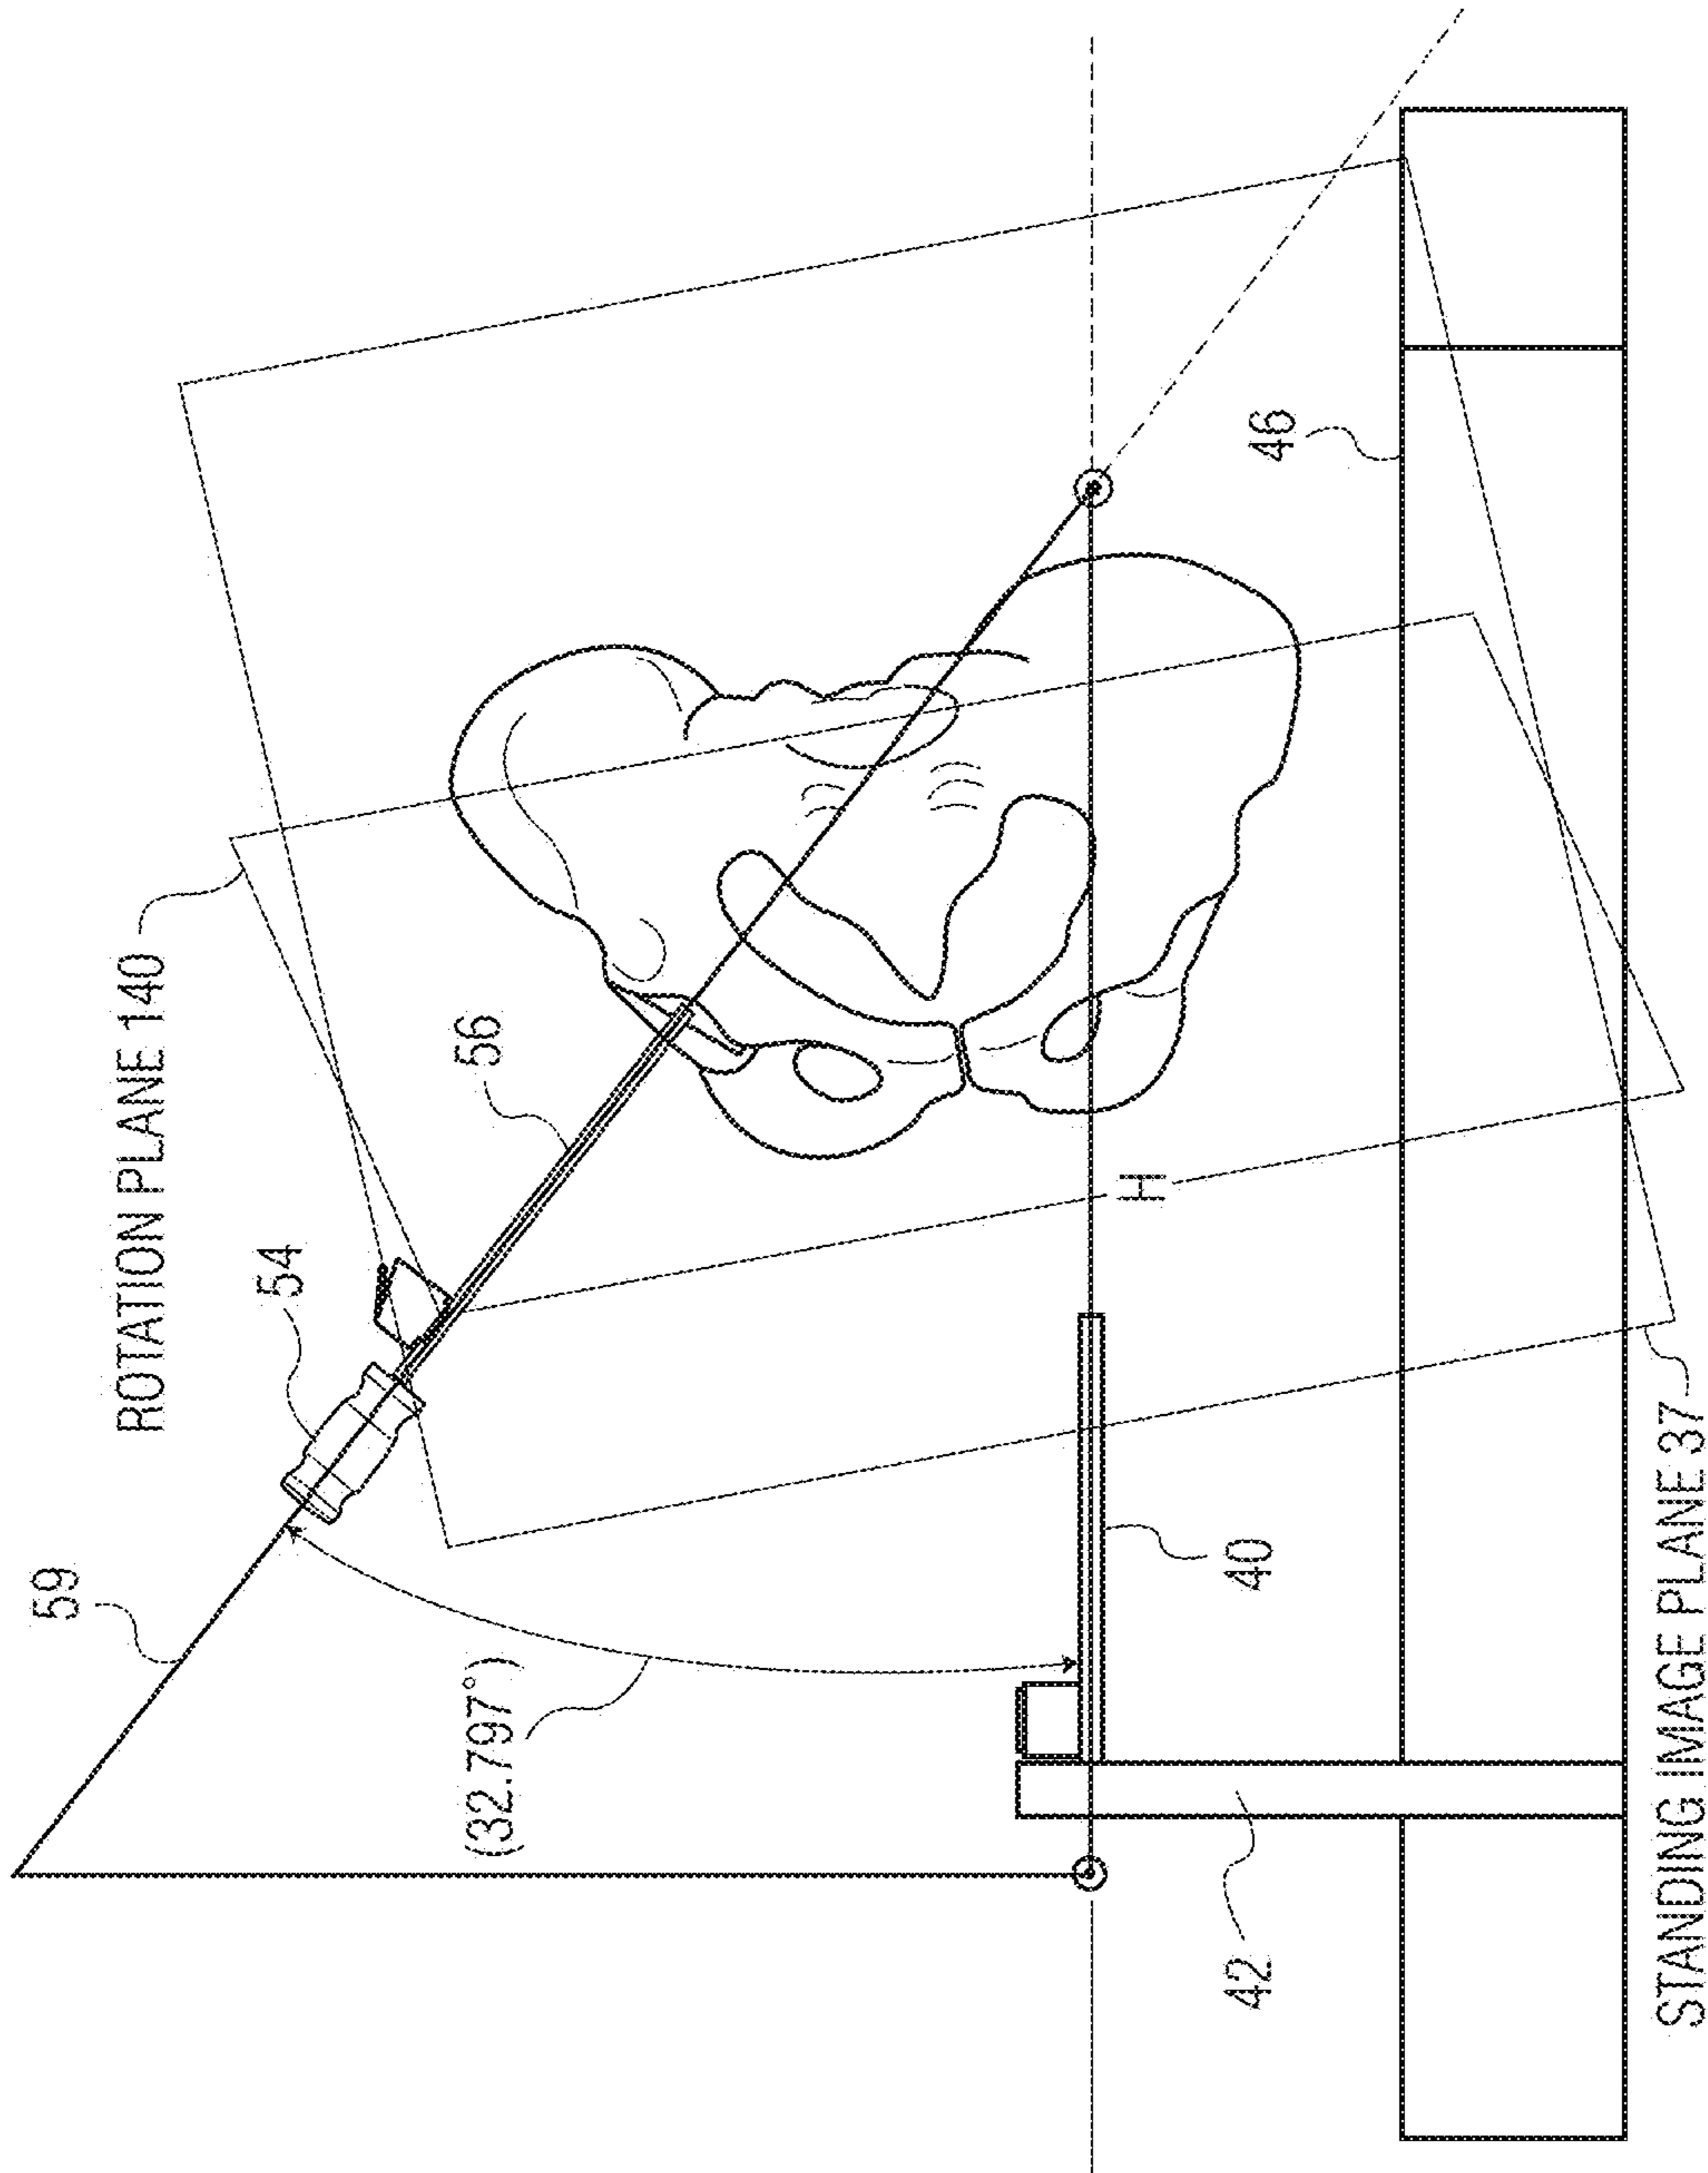 59
54
ROTATION PLANE 140
56
(32.797°)
H
40
42
46
STANDING IMAGE PLANE 37